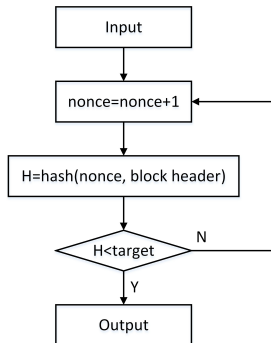 Input
nonce=nonce+1
H=hash(nonce, block header)
H<target
N
Y
Output